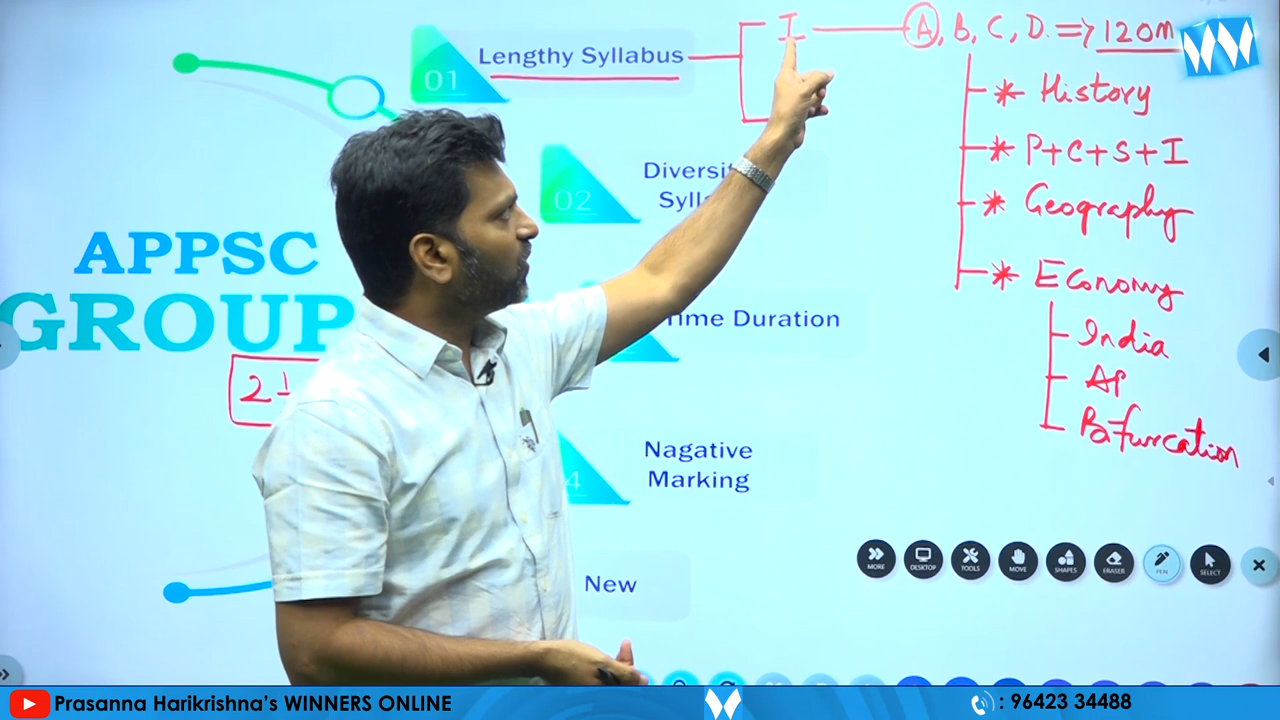 01
Lengthy Syllabus
I
A, B, C, D. => 120M
W
* History
* P+C+S+I
* Geography
* Economy
India
AP
Bifurcation
02
Time Duration
4
Nagative
Marking
New
APPSC
GROUP
MORE
DESKTOP
TOOLS
MOVE
SHAPES
ERASER
PEN
SELECT
Prasanna Harikrishna's WINNERS ONLINE
W
: 96423 34488